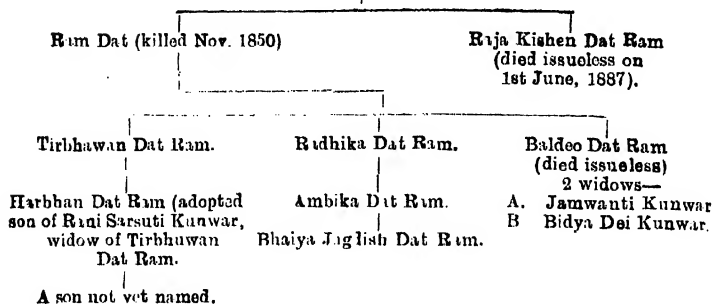 Ram Dat (killed Nov. 1850)
Raja Kishen Dat Ram
(died issueless on
1st June, 1887).
Tirbhawan Dat Ram.
Radhika Dat Ram.
Baldeo Dat Ram
(died issueless)
2 widows—
A. Jamwanti Kunwar
B Bidya Dei Kunwar.
Harbhan Dat Ram (adopted
son of Rani Sarsuti Kunwar,
widow of Tirbhuwan
Dat Ram.
Ambika Dat Ram.
Bhaiya Jagdish Dat Ram.
A son not yet named.